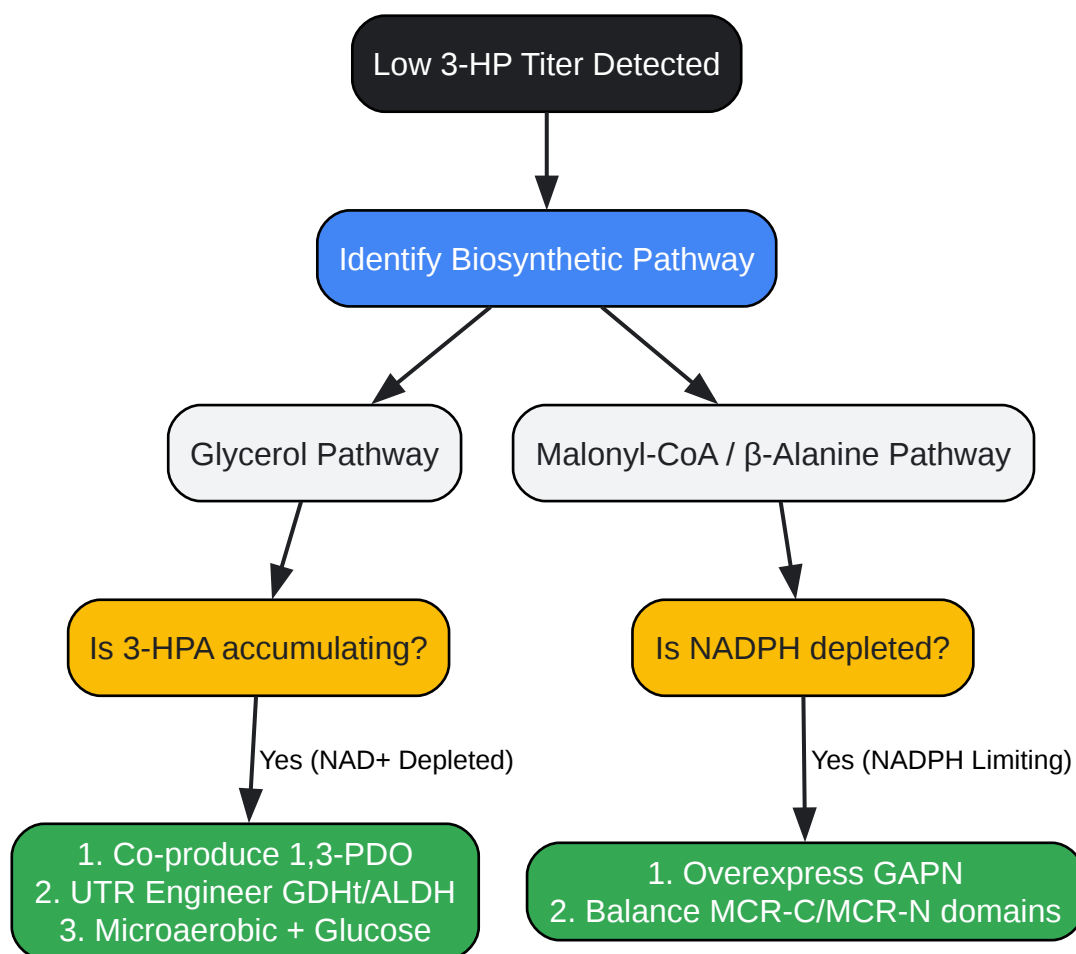 Low 3-HP Titer Detected
Identify Biosynthetic Pathway
Glycerol Pathway
Malonyl-CoA / β-Alanine Pathway
Is 3-HPA accumulating?
Is NADPH depleted?
Yes (NAD+ Depleted)
Yes (NADPH Limiting)
1. Co-produce 1,3-PDO
2. UTR Engineer GDHt/ALDH
3. Microaerobic + Glucose
1. Overexpress GAPN
2. Balance MCR-C/MCR-N domains